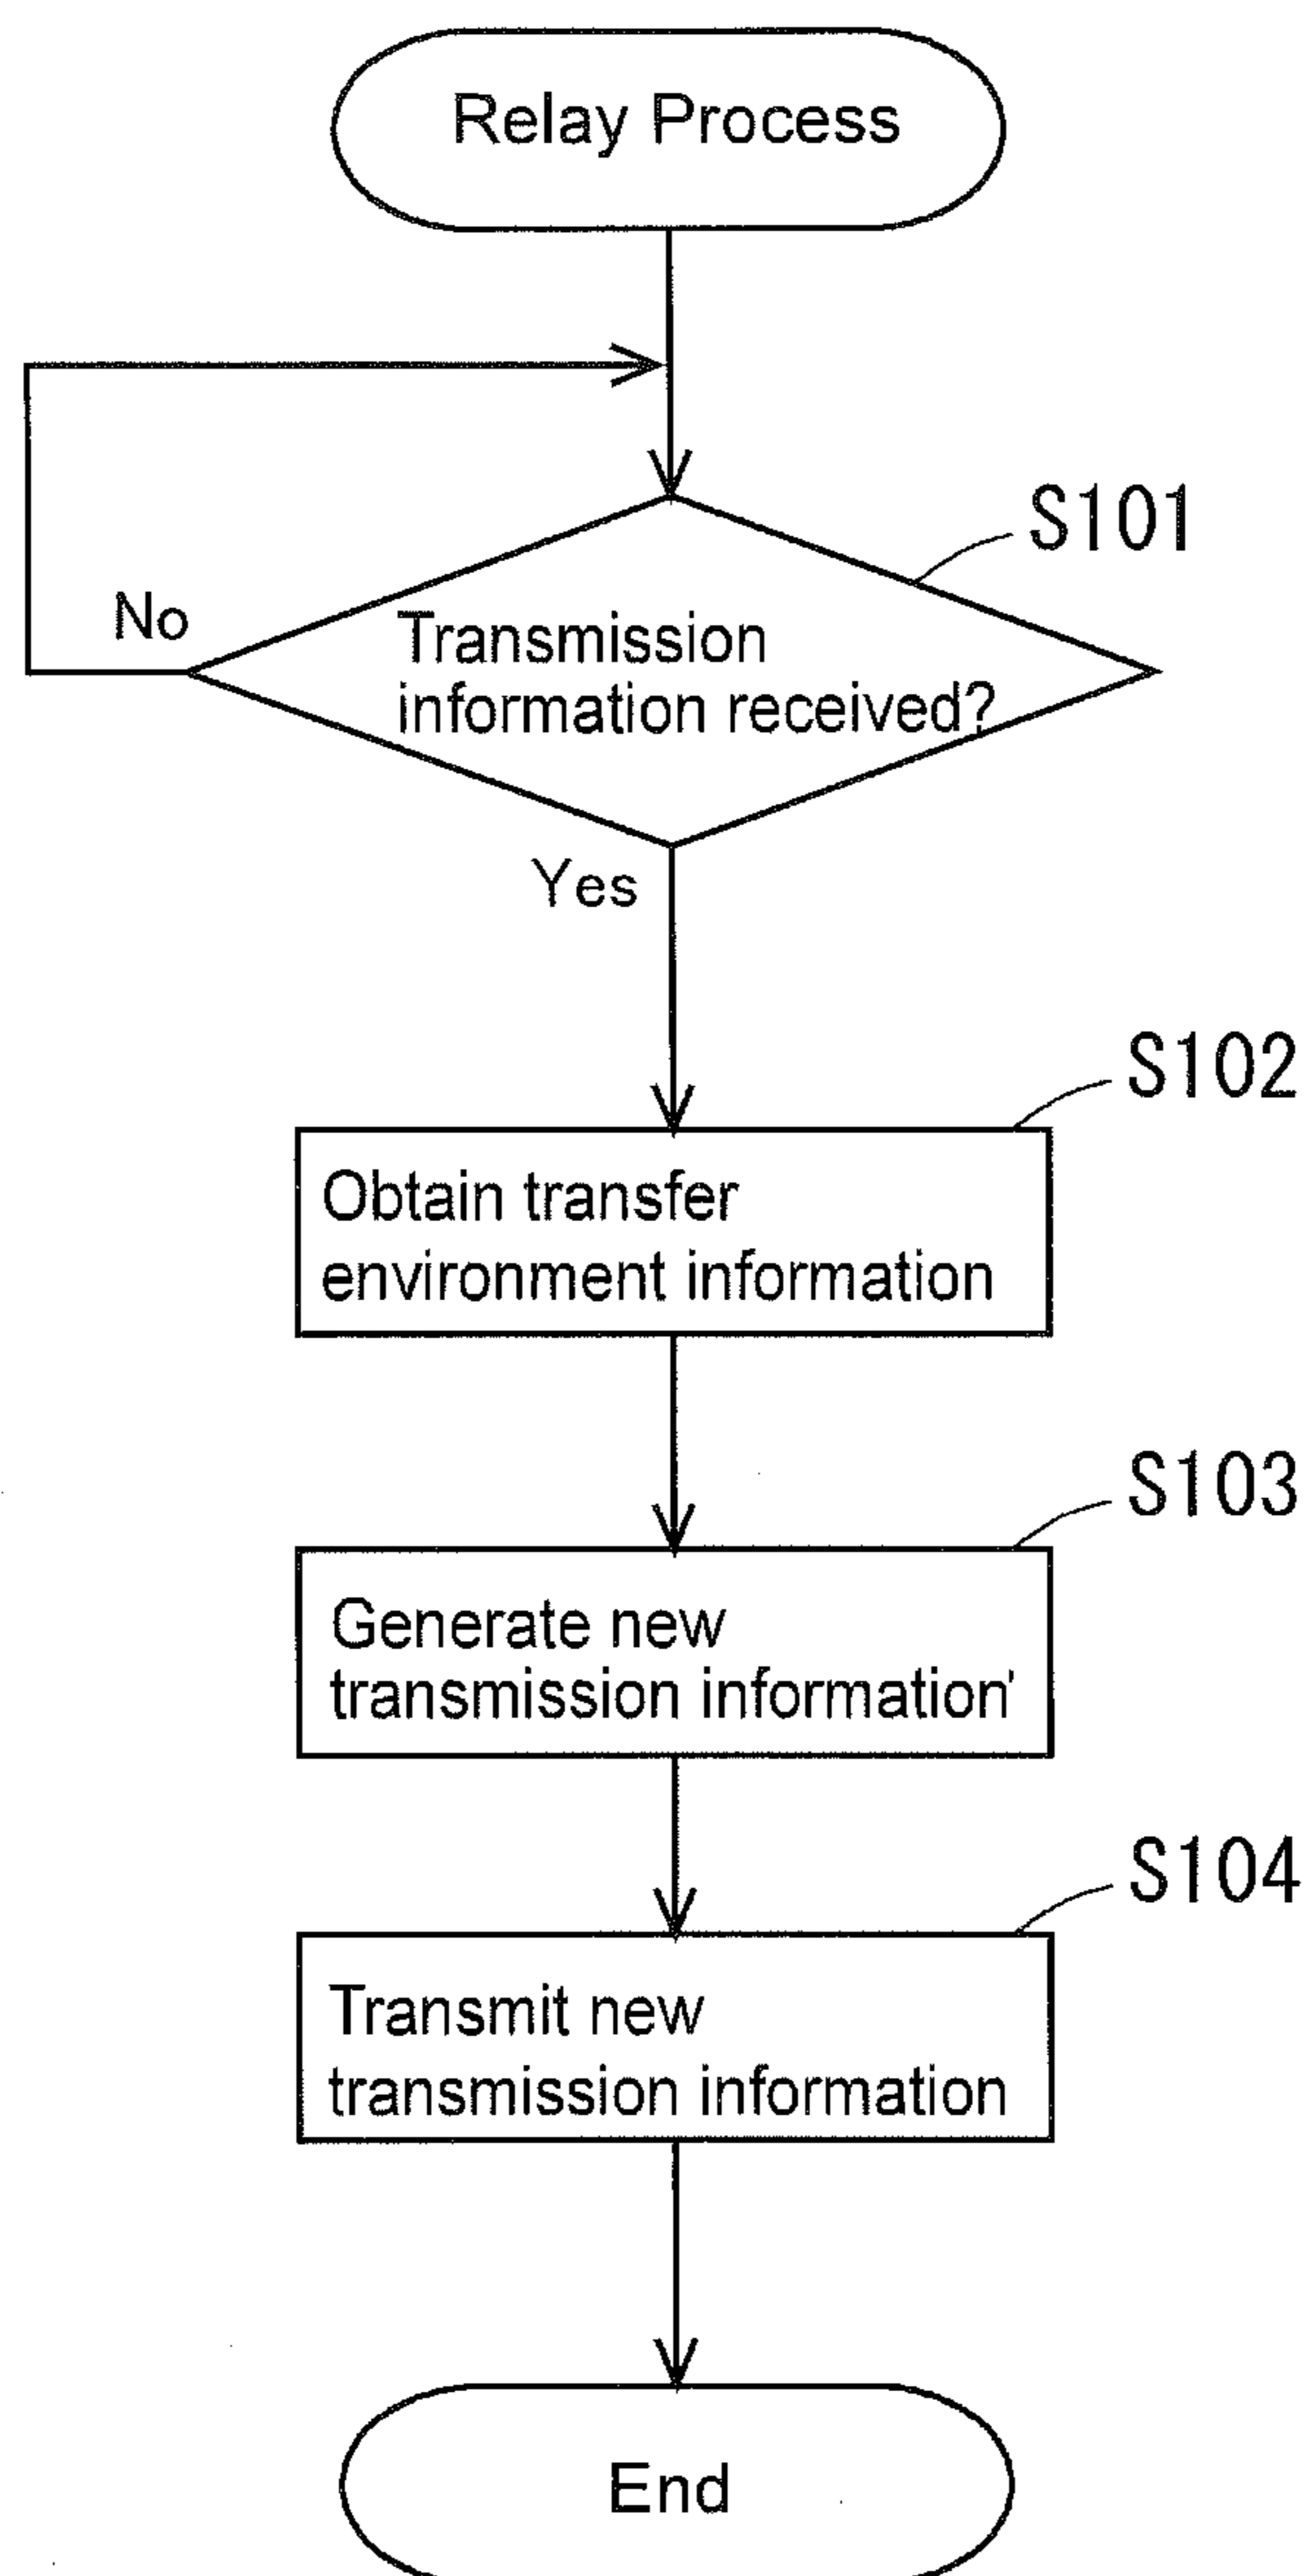 Relay Process
S101
No
Transmission
information received?
Yes
S102
Obtain transfer
environment information
S103
Generate new
transmission information'
S104
Transmit new
transmission information
End